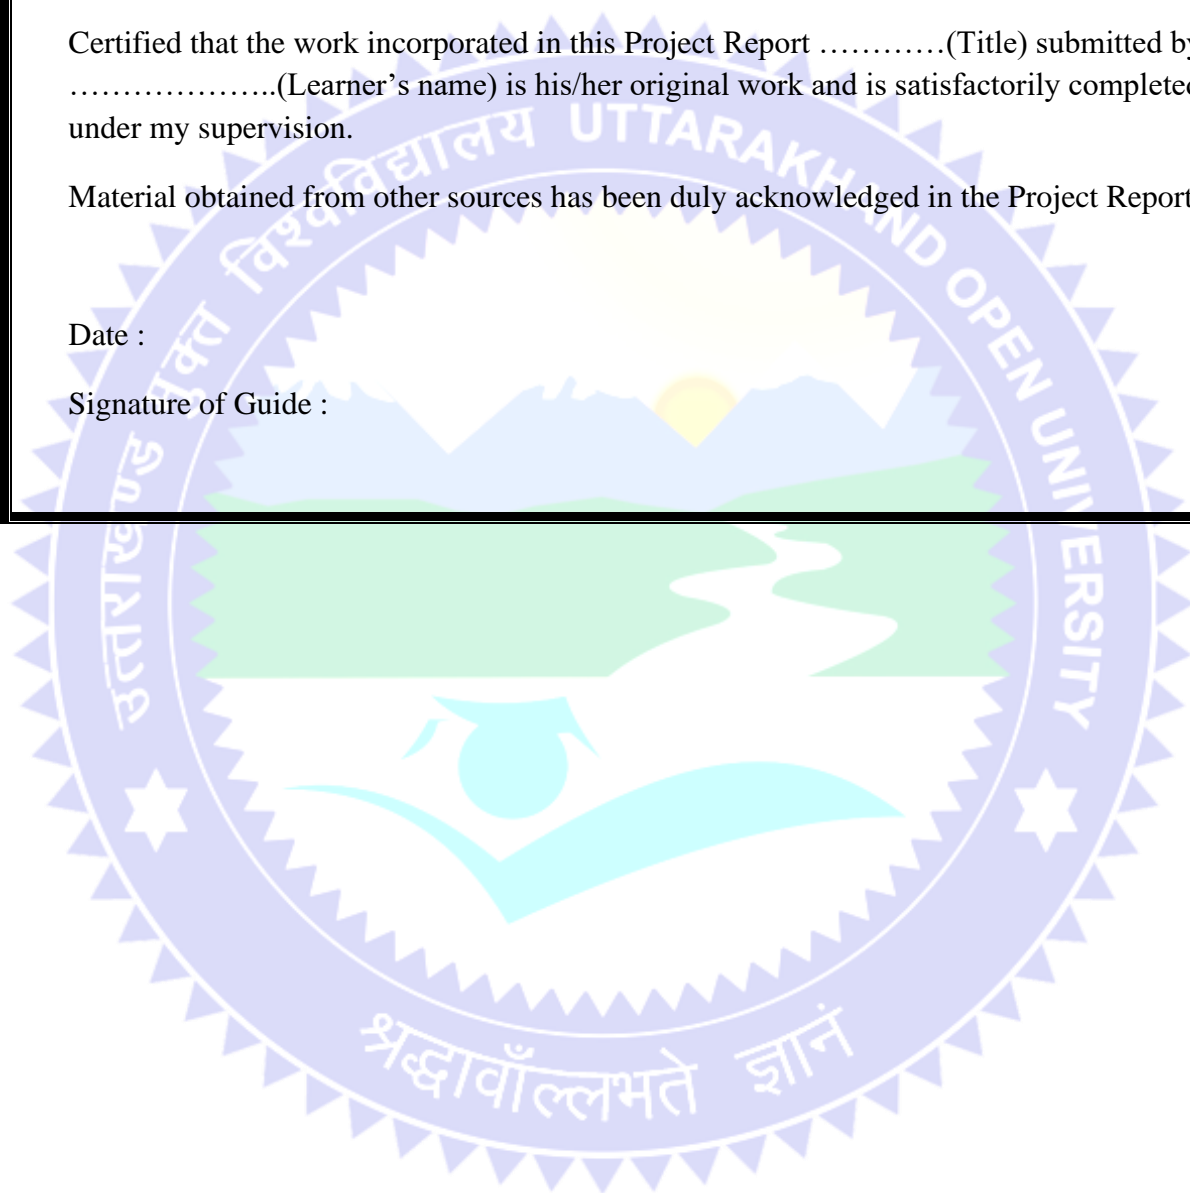 Certified that the work incorporated in this Project Report …………(Title) submitted by
………………..(Learner’s name) is his/her original work and is satisfactorily completed
under my supervision.
Material obtained from other sources has been duly acknowledged in the Project Report
Date :
Signature of Guide :
उत्तराखण्ड मुक्त विश्वविद्यालय UTTARAKHAND OPEN UNIVERSITY
श्रद्धावाँल्लभते ज्ञानं